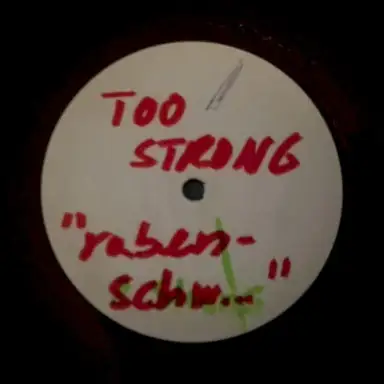 TOO
STRONG
"raben-
schw..."